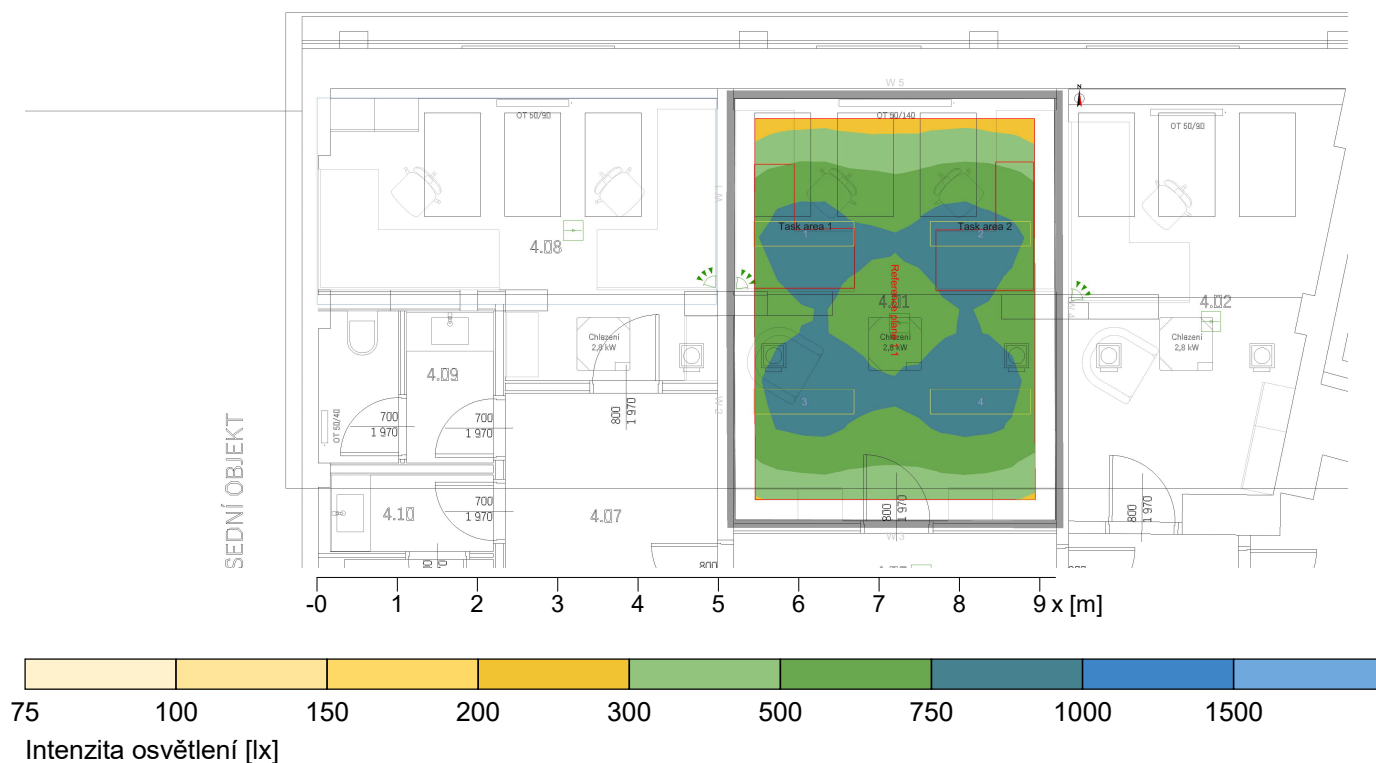 W 5
N
OT 50/90
OT 50/140
OT 50/90
W 1
Task area 1
Task area 2
1
2
4.08
Reference plane 1.1
4.01
4.02
W 4
Chlazení
2,8 kW
Chlazení
2,8 kW
Chlazení
2,8 kW
4.09
800
1 970
W 2
3
4
OT 50/40
700
1 970
700
1 970
SEDNÍ OBJEKT
4.10
700
1 970
4.07
800
1 970
800
1 970
W 3
800
-0 1 2 3 4 5 6 7 8 9 x [m]
75 100 150 200 300 500 750 1000 1500
Intenzita osvětlení [lx]